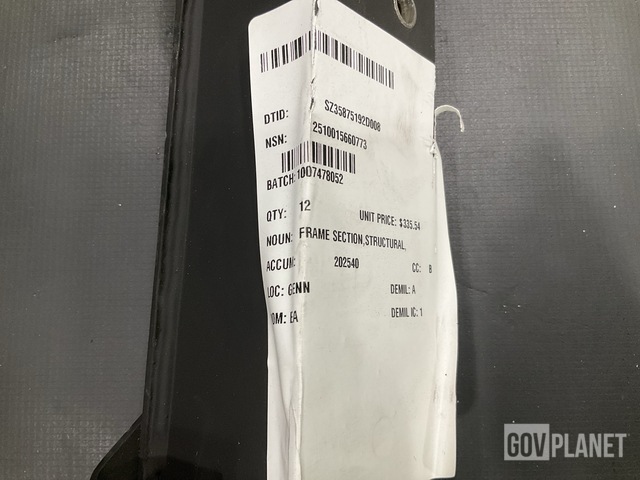 DTID: SZ35875192D008
NSN: 2510015660773
BATCH: 1007478052
QTY: 12 UNIT PRICE: $335.54
NOUN: FRAME SECTION,STRUCTURAL,
ACCUM: 202540 CC: B
LOC: GENN DEMIL: A
UOM: EA DEMIL IC: 1
GOVPLANET